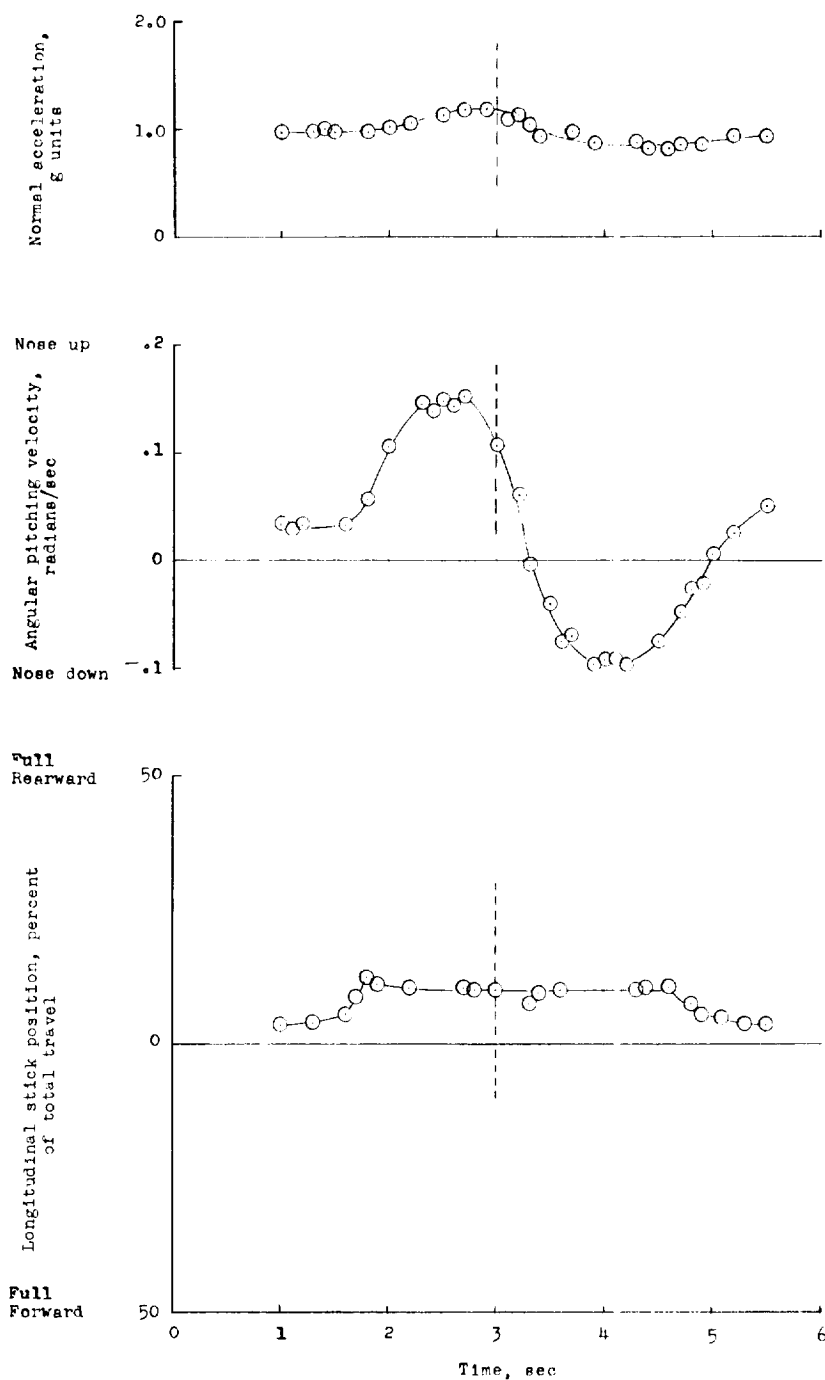 2.0
Normal acceleration,
g units
1.0
0
Nose up
.2
Angular pitching velocity,
radians/sec
.1
0
-.1
Nose down
Full
Rearward
50
Longitudinal stick position, percent
of total travel
0
Full
Forward
50
0 1 2 3 4 5 6
Time, sec